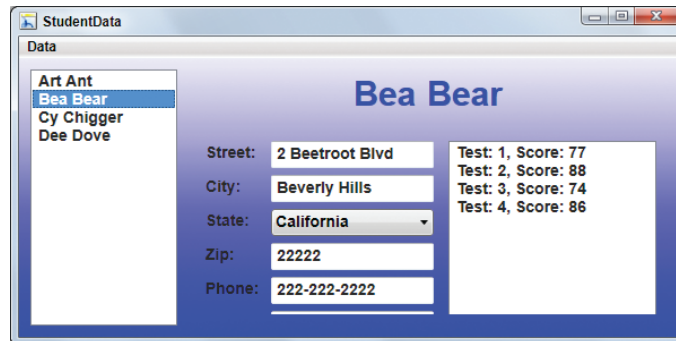 StudentData
Data
Art Ant
Bea Bear
Cy Chigger
Dee Dove
Bea Bear
Street: 2 Beetroot Blvd
City: Beverly Hills
State: California
Zip: 22222
Phone: 222-222-2222
Test: 1, Score: 77
Test: 2, Score: 88
Test: 3, Score: 74
Test: 4, Score: 86